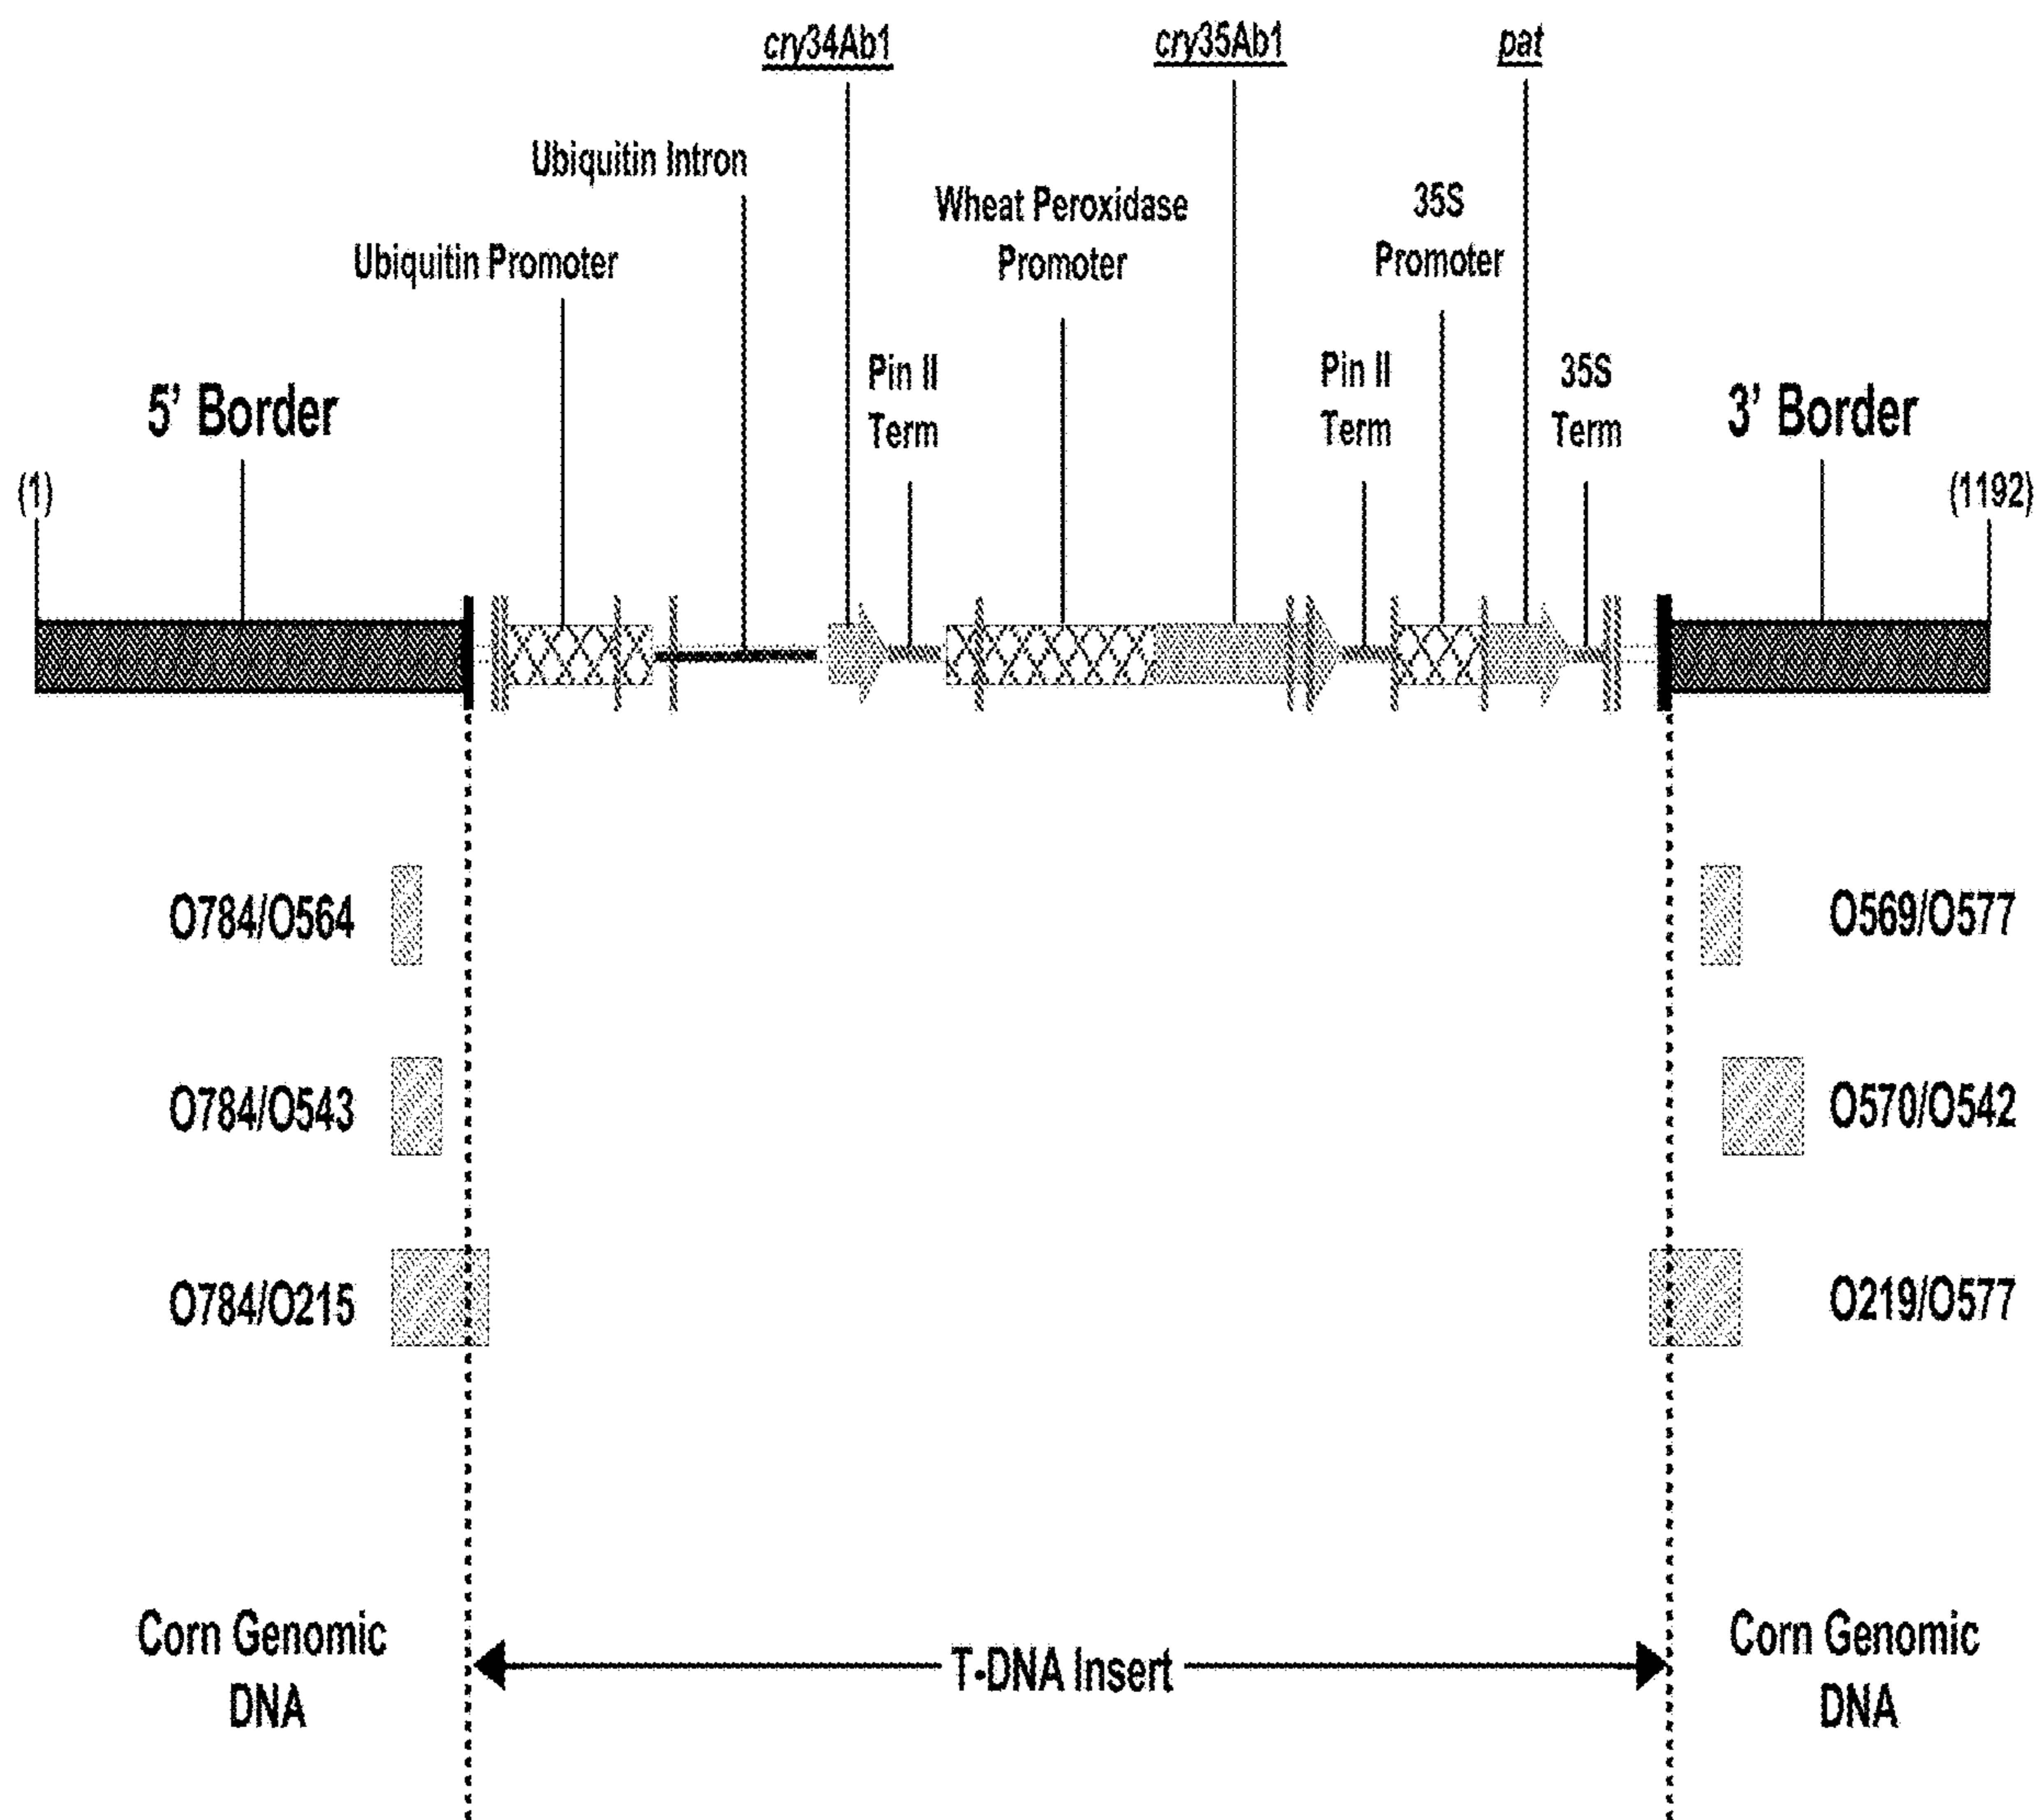 cry34Ab1
cry35Ab1
pat
Ubiquitin Intron
Wheat Peroxidase
Promoter
35S
Promoter
Ubiquitin Promoter
Pin II
Term
Pin II
Term
35S
Term
5’ Border
3’ Border
(1)
(1192)
O784/O564
O569/O577
O784/O543
O570/O542
O784/O215
O219/O577
Corn Genomic
DNA
T-DNA Insert
Corn Genomic
DNA